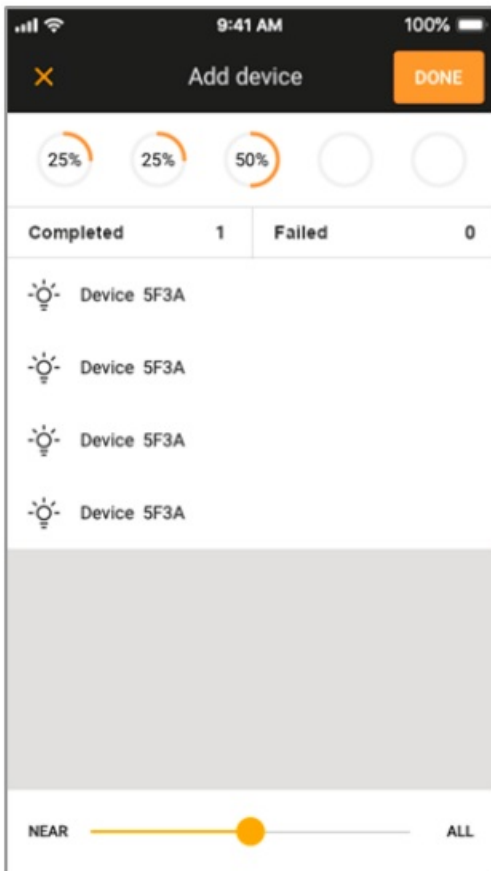 9:41 AM 100%
Add device DONE
25% 25% 50%
Completed 1 Failed 0
Device 5F3A
Device 5F3A
Device 5F3A
Device 5F3A
NEAR ALL